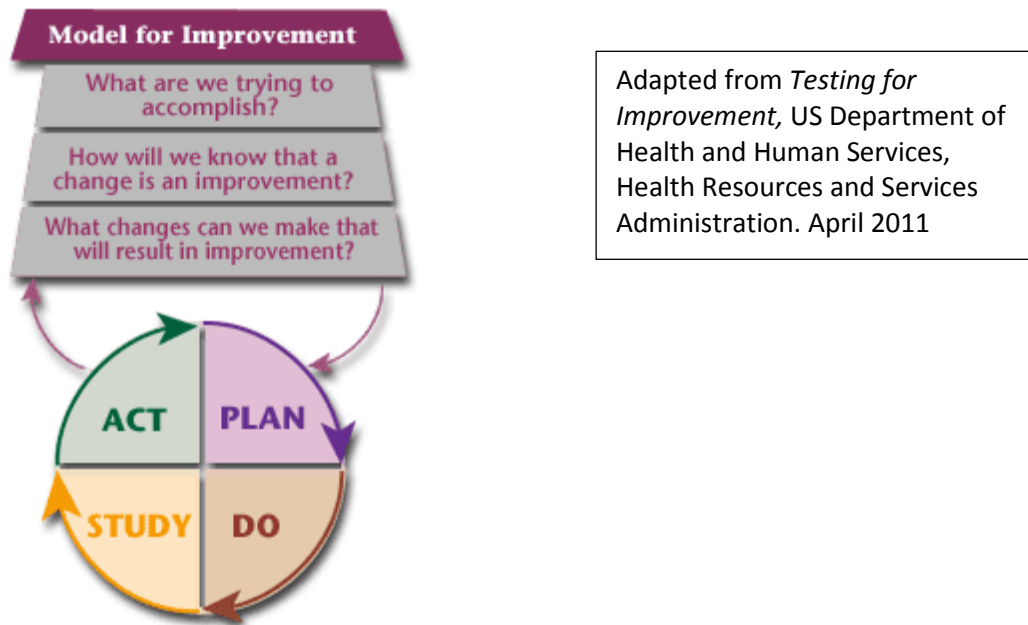 Model for Improvement
What are we trying to
accomplish?
How will we know that a
change is an improvement?
What changes can we make that
will result in improvement?
ACT
PLAN
STUDY
DO
Adapted from Testing for
Improvement, US Department of
Health and Human Services,
Health Resources and Services
Administration. April 2011